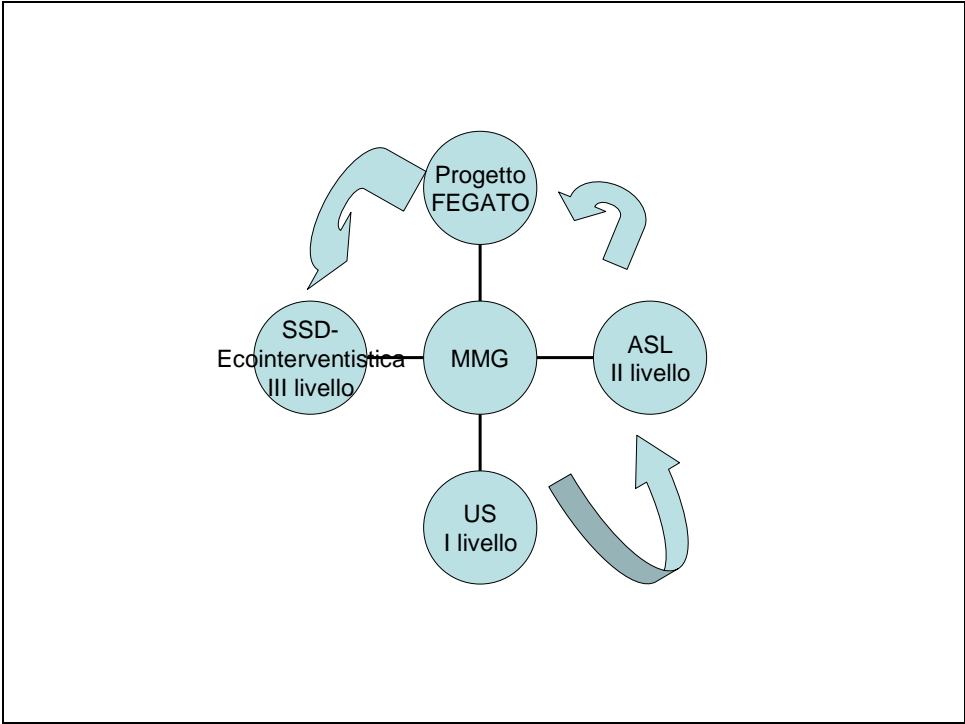 Progetto
FEGATO
SSD-
Ecointerventistica
III livello
MMG
ASL
II livello
US
I livello